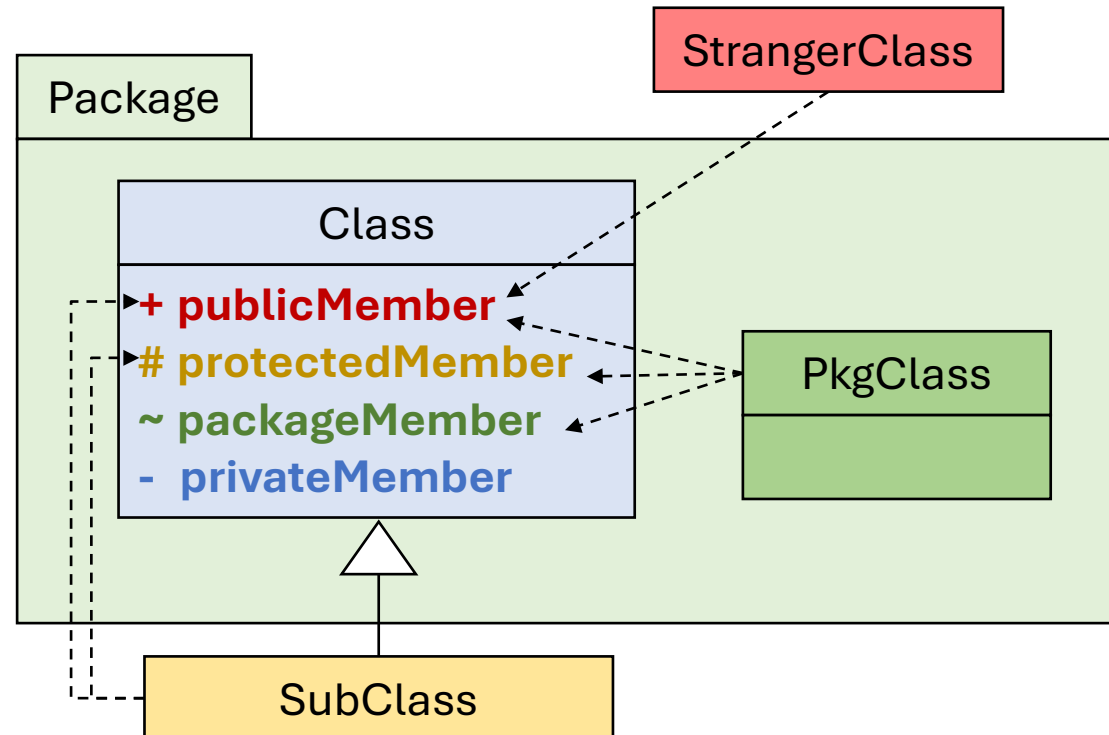 StrangerClass
Package
Class
+ publicMember
# protectedMember
~ packageMember
- privateMember
PkgClass
SubClass